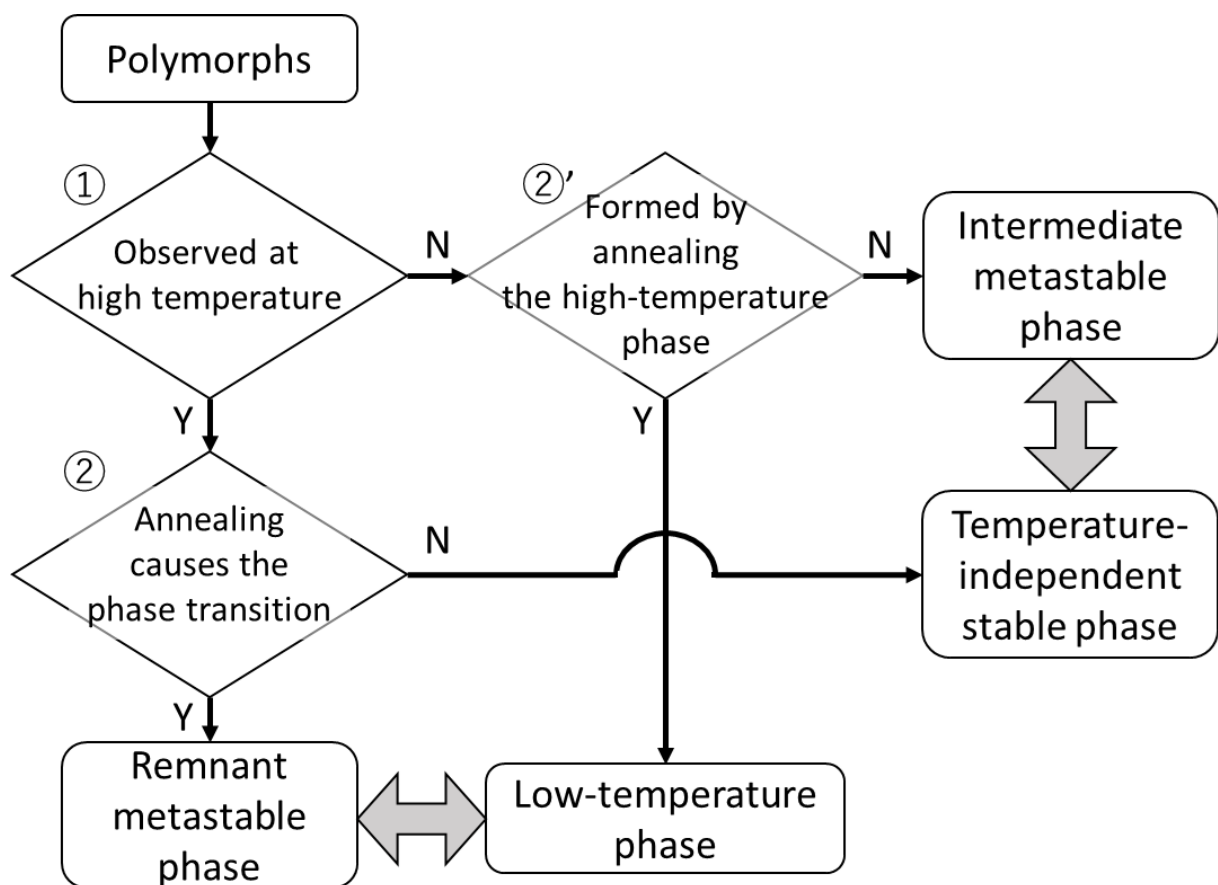 Polymorphs
①
Observed at
high temperature
N
②’
Formed by
annealing
the high-temperature
phase
N
Intermediate
metastable
phase
Y
Y
②
Annealing
causes the
phase transition
N
Temperature-
independent
stable phase
Y
Remnant
metastable
phase
Low-temperature
phase